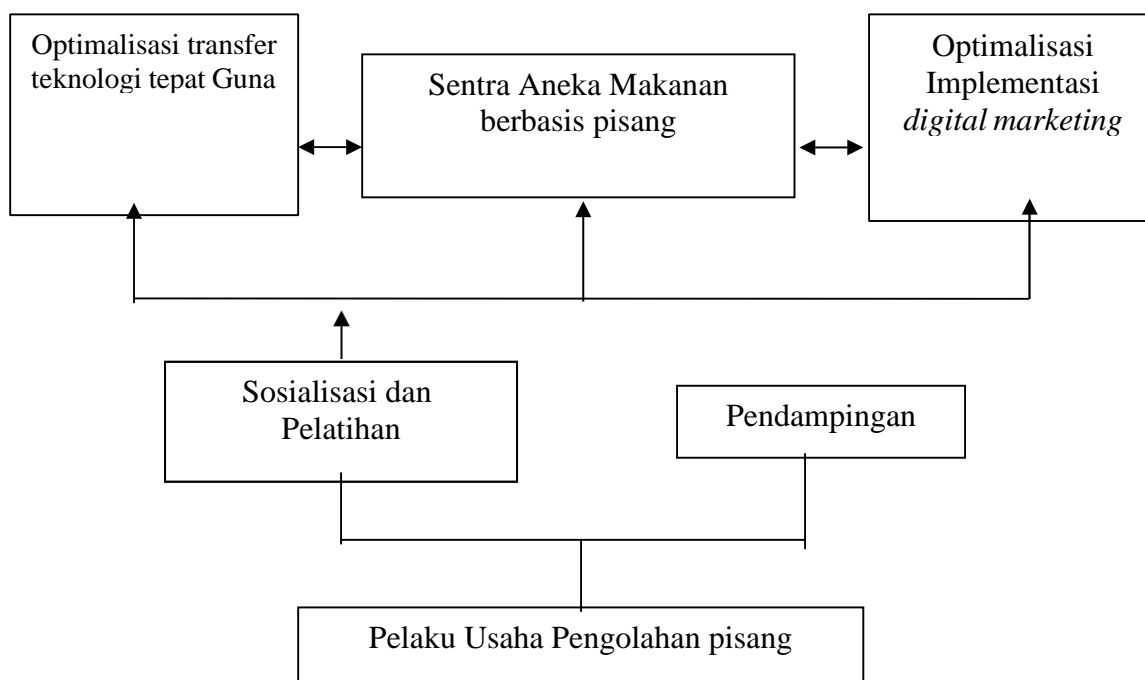 Optimalisasi transfer
teknologi tepat Guna
Sentra Aneka Makanan
berbasis pisang
Optimalisasi
Implementasi
digital marketing
Sosialisasi dan
Pelatihan
Pendampingan
Pelaku Usaha Pengolahan pisang